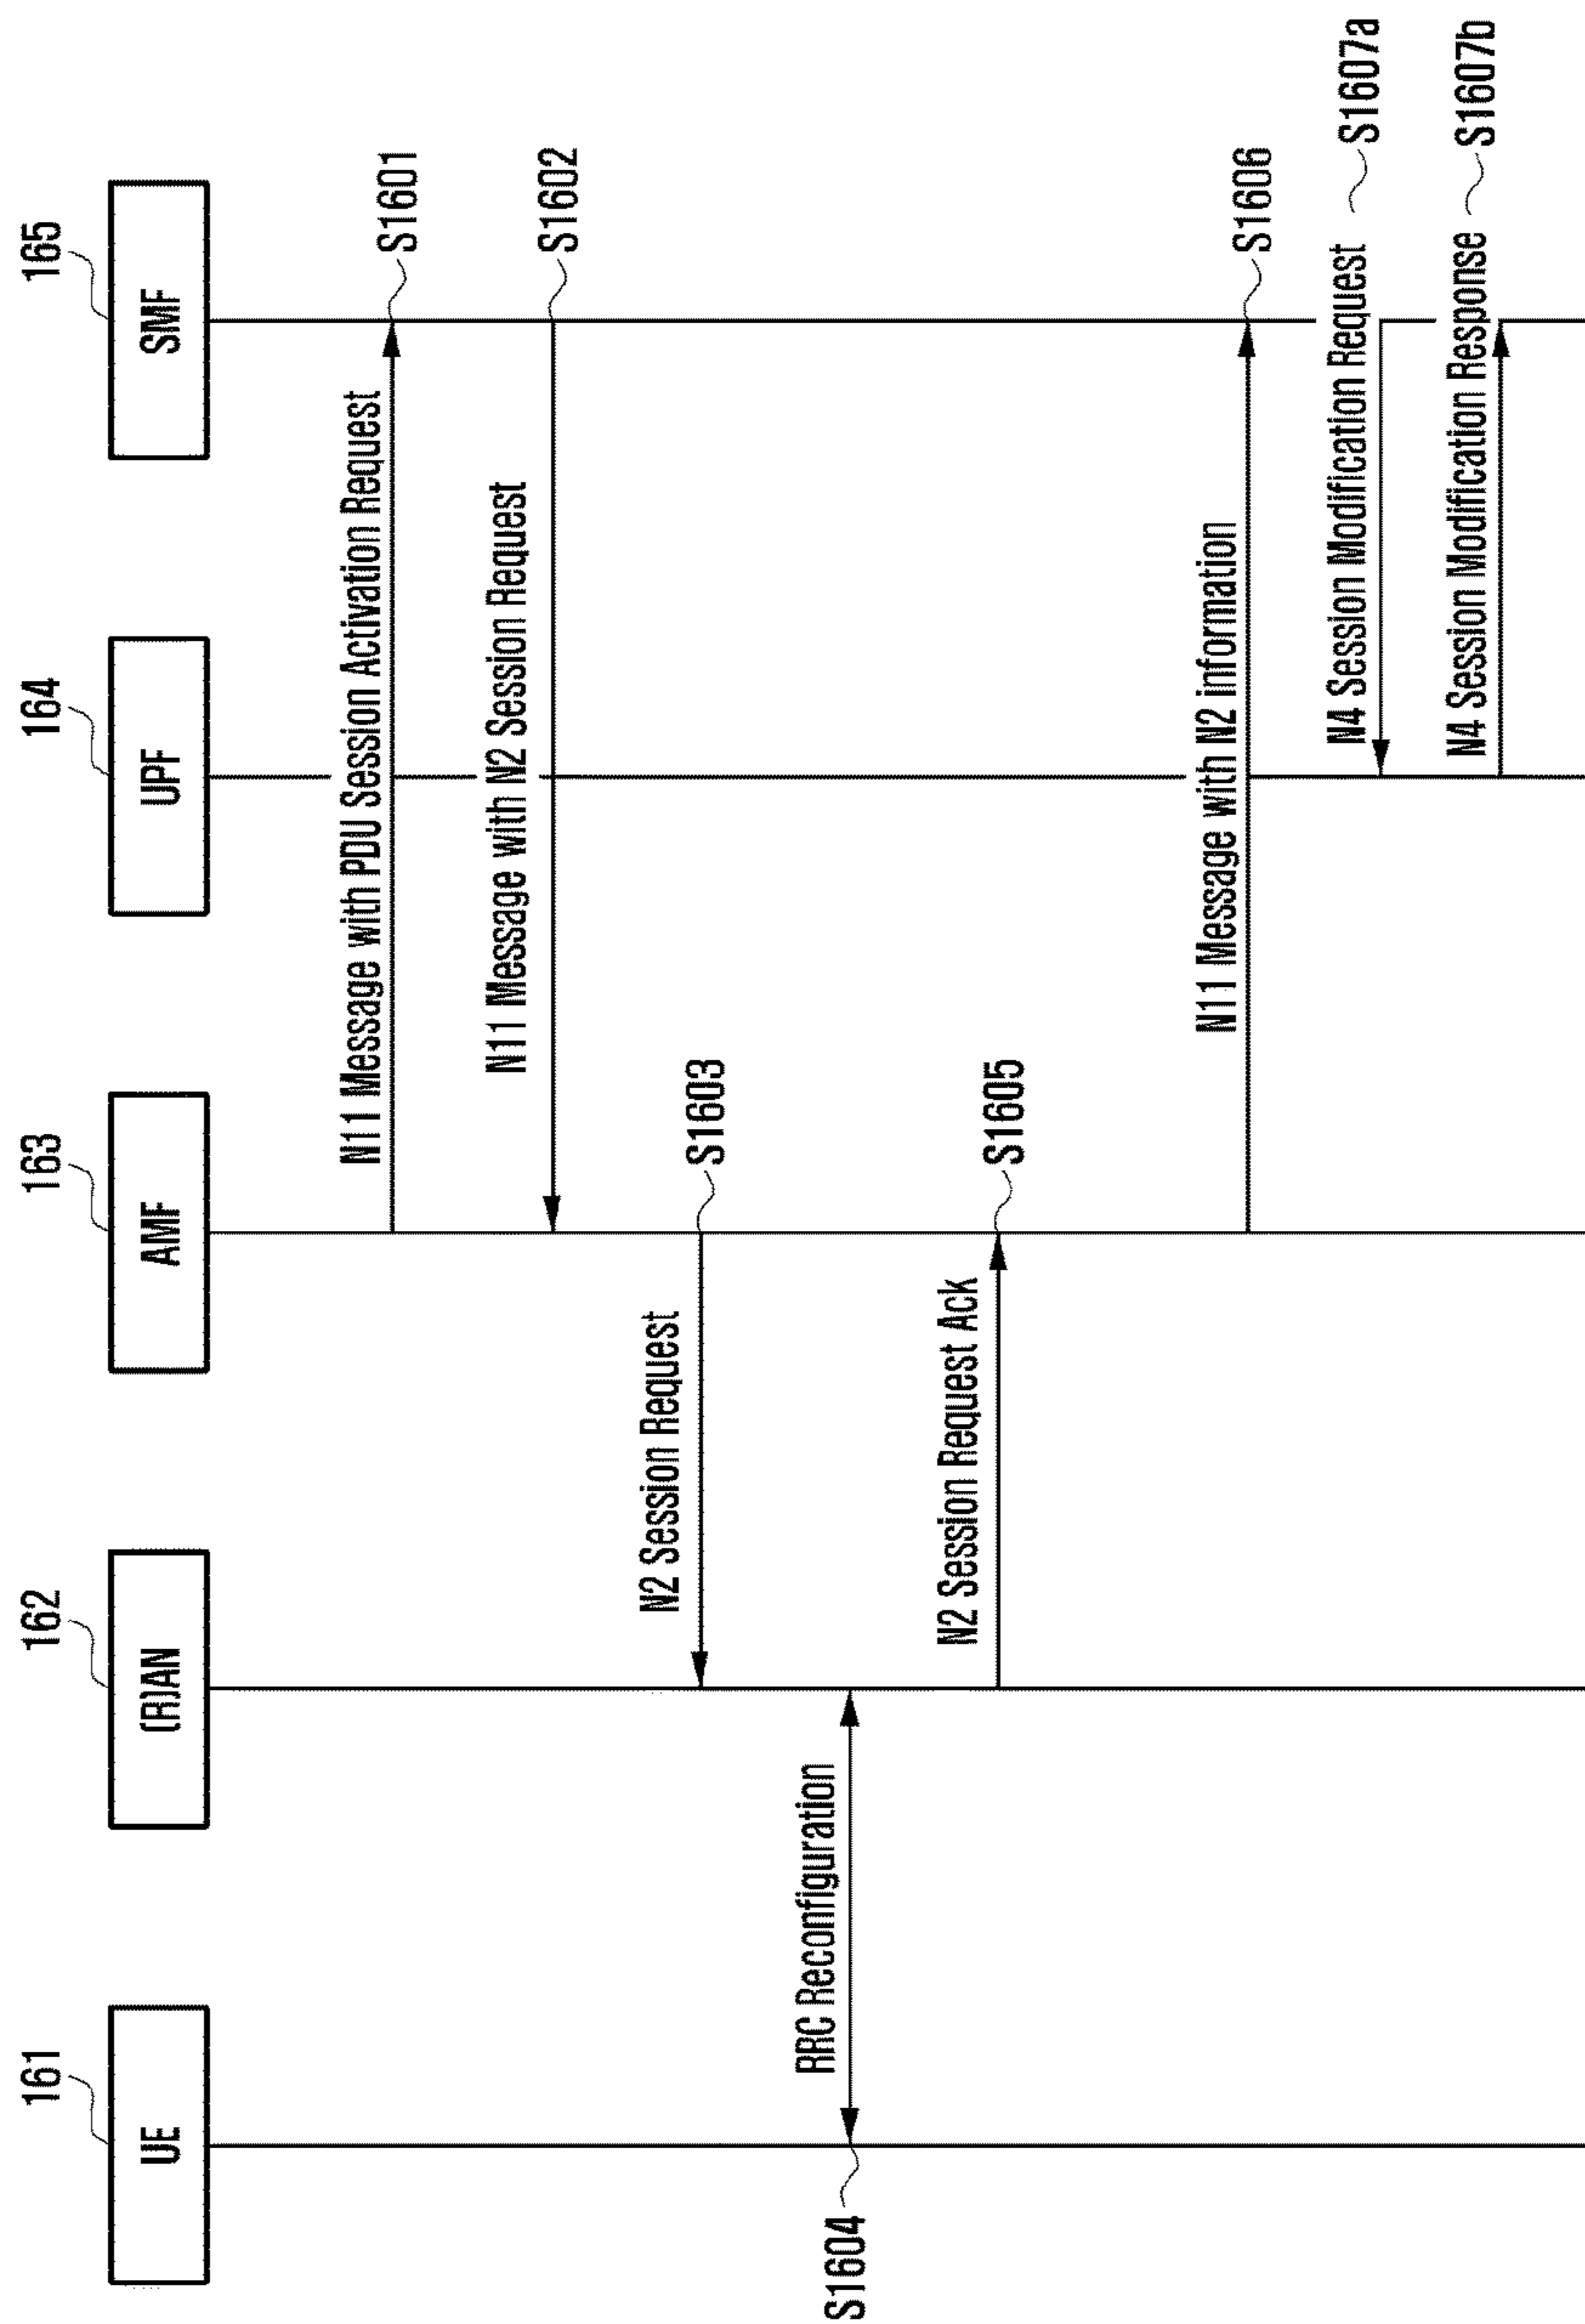 161
162
163
164
165
UE
(R)AN
AMF
UPF
SMF
N11 Message with PDU Session Activation Request
S1601
N11 Message with N2 Session Request
S1602
N2 Session Request
S1603
S1604
RRC Reconfiguration
N2 Session Request Ack
S1605
N11 Message with N2 information
S1606
N4 Session Modification Request
S1607a
N4 Session Modification Response
S1607b